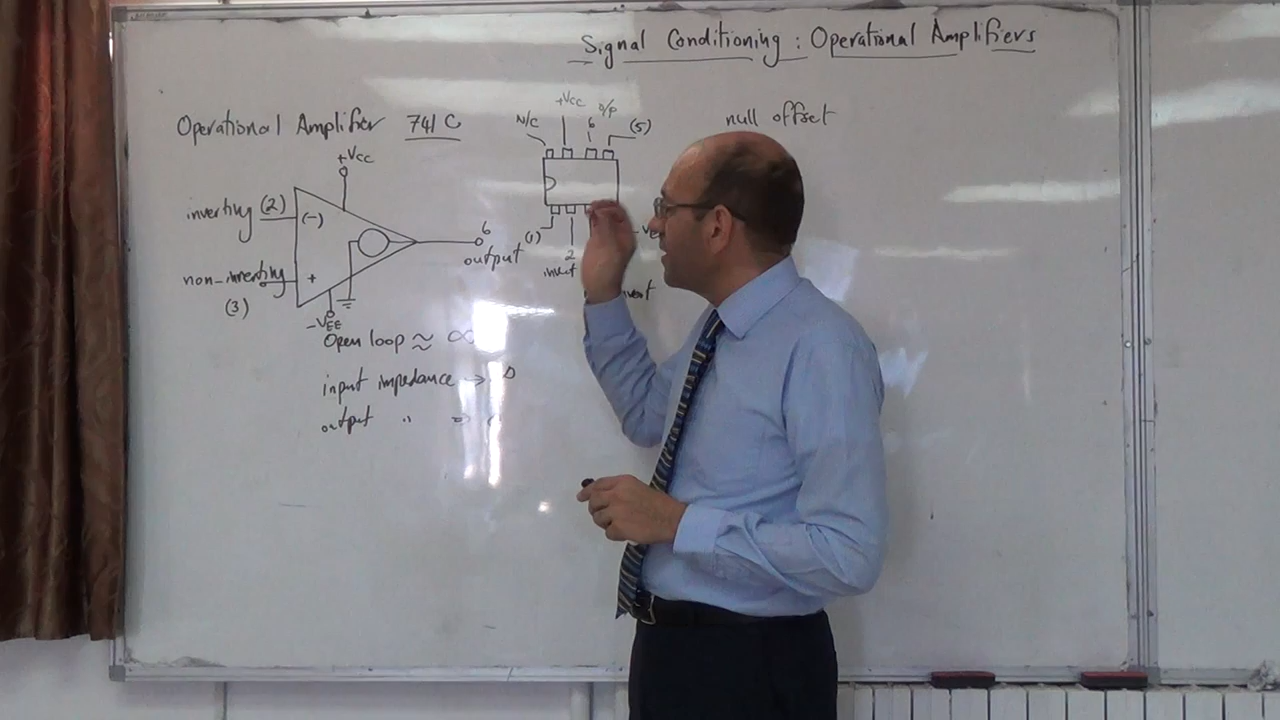 Signal Conditioning : Operational Amplifiers
Operational Amplifier 741 C
+Vcc
inverting (2)
(-)
non-inverting
(3)
+
-VEE
6
output
N/C
+Vcc
6
o/p
(5)
(1)
2
invt
null offset
Open loop ≈ ∞
input impedance →
output "